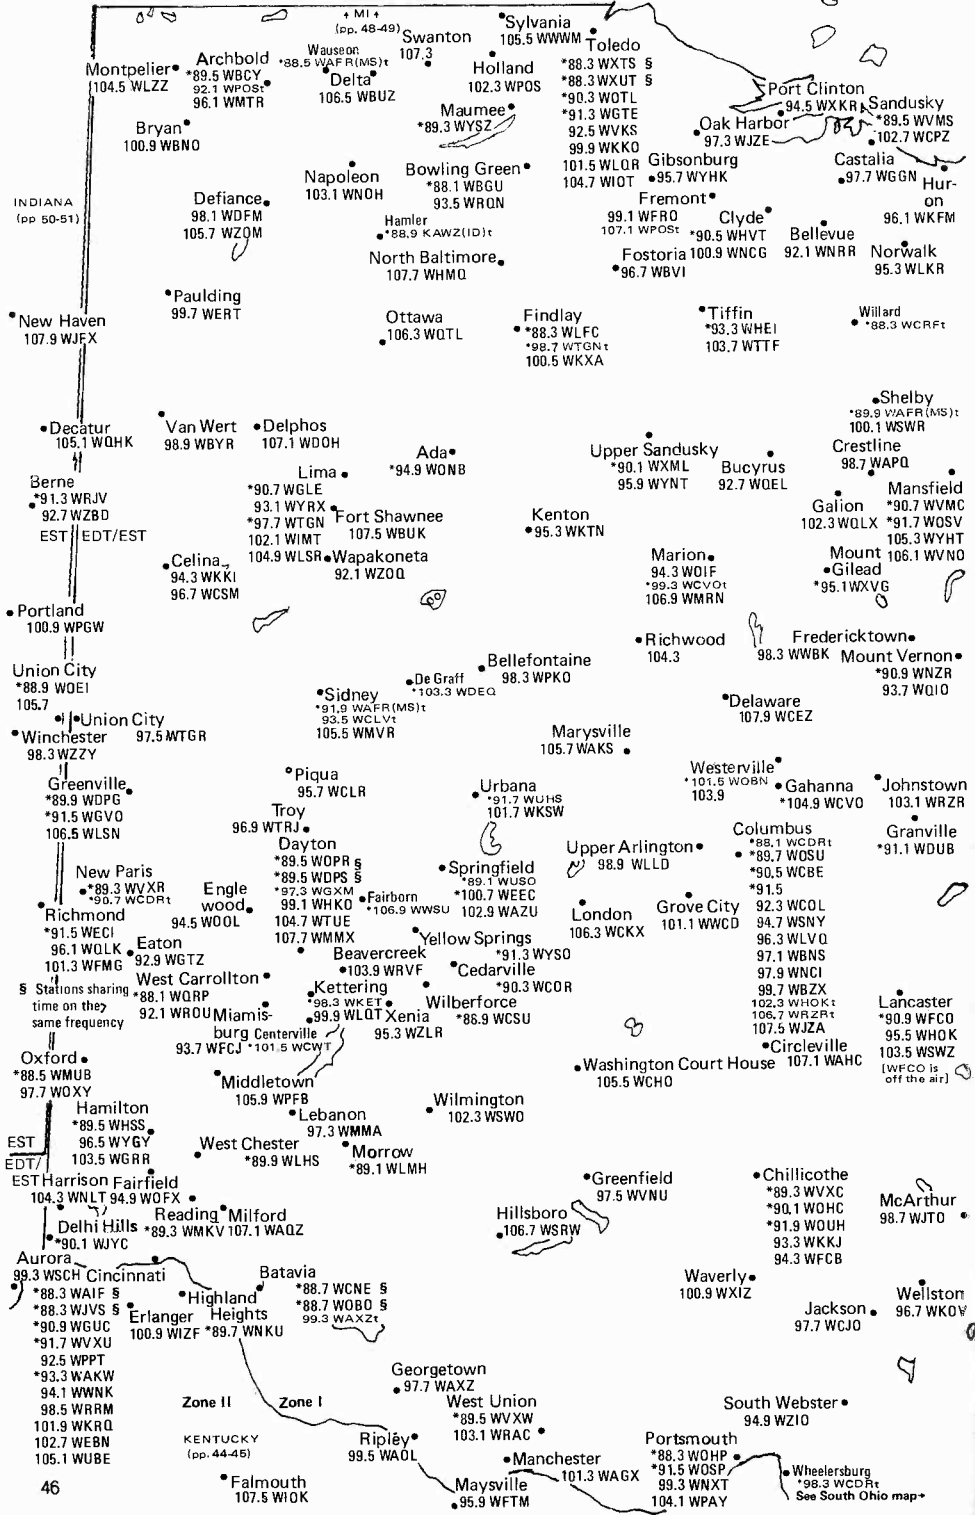 ↑ MI ↑
(pp. 48-49)
Sylvania
105.5 WWWM
Swanton
107.3
Toledo
*88.3 WXTS §
*88.3 WXUT §
*90.3 WOTL
*91.3 WGTE
92.5 WVKS
99.9 WKKO
101.5 WLQR
104.7 WIOT
Wauseon
*88.5 WAFR(MS)t
Archbold
*89.5 WBCY
92.1 WPOSt
96.1 WMTR
Montpelier
104.5 WLZZ
Delta
106.5 WBUZ
Holland
102.3 WPOS
Maumee
*89.3 WYSZ
Port Clinton
94.5 WXKR
Sandusky
*89.5 WVMS
102.7 WCPZ
Oak Harbor
97.3 WJZE
Bryan
100.9 WBNO
Gibsonburg
95.7 WYHK
Castalia
97.7 WGGN
Hur-
on
96.1 WKFM
Napoleon
103.1 WNOH
Bowling Green
*88.1 WBGU
93.5 WRQN
INDIANA
(pp 50-51)
Defiance
98.1 WDFM
105.7 WZOM
Hamler
*88.9 KAWZ(ID)t
Fremont
99.1 WFRO
107.1 WPOSt
Clyde
*90.5 WHVT
100.9 WNCG
Bellevue
92.1 WNRR
Norwalk
95.3 WLKR
North Baltimore
107.7 WHMQ
Fostoria
96.7 WBVI
Paulding
99.7 WERT
New Haven
107.9 WJFX
Ottawa
106.3 WQTL
Findlay
*88.3 WLFC
*98.7 WTGNt
100.5 WKXA
Tiffin
*93.3 WHEI
103.7 WTTF
Willard
*88.3 WCRFt
Shelby
*89.9 WAFR(MS)t
100.1 WSWR
Decatur
105.1 WQHK
Van Wert
98.9 WBYR
Delphos
107.1 WDOH
Ada
*94.9 WONB
Upper Sandusky
*90.1 WXML
95.9 WYNT
Bucyrus
92.7 WQEL
Crestline
98.7 WAPQ
Berne
*91.3 WRJV
92.7 WZBD
Lima
*90.7 WGLE
93.1 WYRX
*97.7 WTGN
102.1 WIMT
104.9 WLSR
Fort Shawnee
107.5 WBUK
Kenton
*95.3 WKTN
Galion
102.3 WQLX
Mansfield
*90.7 WVMC
*91.7 WOSV
105.3 WYHT
106.1 WVNO
EST EDT/EST
Celina
94.3 WKKI
96.7 WCSM
Wapakoneta
92.1 WZOQ
Marion
94.3 WDIF
*99.3 WCVOt
106.9 WMRN
Mount
Gilead
*95.1 WXVG
Portland
100.9 WPGW
Richwood
104.3
Fredericktown
98.3 WWBK
Mount Vernon
*90.9 WNZR
93.7 WQIO
Union City
*88.9 WOEI
105.7
Bellefontaine
98.3 WPKO
De Graff
*103.3 WDEQ
Sidney
*91.9 WAFR(MS)t
93.5 WCLVt
105.5 WMVR
Delaware
107.9 WCEZ
Union City
97.5 WTGR
Winchester
98.3 WZZY
Marysville
105.7 WAKS
Greenville
*89.9 WDPG
*91.5 WGVO
106.5 WLSN
Piqua
95.7 WCLR
Urbana
*91.7 WUHS
101.7 WKSW
Westerville
*101.5 WOBN
103.9
Gahanna
*104.9 WCVO
Johnstown
103.1 WRZR
Troy
96.9 WTRJ
Granville
*91.1 WDUB
Dayton
*89.5 WOPR §
*89.5 WDPS §
*97.3 WGXM
99.1 WHKO
104.7 WTUE
107.7 WMMX
Upper Arlington
98.9 WLLD
Columbus
*88.1 WCDRt
*89.7 WOSU
*90.5 WCBE
*91.5
92.3 WCOL
94.7 WSNY
96.3 WLVQ
97.1 WBNS
97.9 WNCI
99.7 WBZX
102.3 WHOKt
106.7 WRZRt
107.5 WJZA
New Paris
*89.3 WVXR
*90.7 WCDRt
Springfield
*89.1 WUSO
*100.7 WEEC
102.9 WAZU
Fairborn
*106.9 WWSU
Engle
wood
94.5 WOOL
Richmond
*91.5 WECI
96.1 WQLK
101.3 WFMG
London
106.3 WCKX
Grove City
101.1 WWCD
Eaton
92.9 WGTZ
Yellow Springs
*91.3 WYSO
Beavercreek
*103.9 WRVF
Cedarville
*90.3 WCDR
West Carrollton
*88.1 WQRP
92.1 WROU
Kettering
*98.3 WKET
99.9 WLQT
Xenia
95.3 WZLR
Wilberforce
*88.9 WCSU
§ Stations sharing
time on the
same frequency
Miamis-
burg
93.7 WFCJ
Centerville
*101.5 WCWT
Lancaster
*90.9 WFCO
95.5 WHOK
103.5 WSWZ
[WFCO is
off the air]
Circleville
107.1 WAHC
Oxford
*88.5 WMUB
97.7 WOXY
Middletown
105.9 WPFB
Washington Court House
105.5 WCHO
Hamilton
*89.5 WHSS
96.5 WYGY
103.5 WGRR
Lebanon
97.3 WMMA
Wilmington
102.3 WSWO
EST
EDT/
EST
West Chester
*89.9 WLHS
Morrow
*89.1 WLMH
Harrison
104.3 WNLT
Fairfield
94.9 WOFX
Greenfield
97.5 WVNU
Chillicothe
*89.3 WVXC
*90.1 WOHC
*91.9 WOUH
93.3 WKKJ
94.3 WFCB
McArthur
98.7 WJTD
Delhi Hills
*90.1 WJYC
Reading
*89.3 WMKV
Milford
107.1 WAQZ
Hillsboro
106.7 WSRW
Aurora
99.3 WSCH
Cincinnati
*88.3 WAIF §
*88.3 WJVS §
*90.9 WGUC
*91.7 WVXU
92.5 WPPT
*93.3 WAKW
94.1 WWNK
98.5 WRRM
101.9 WKRQ
102.7 WEBN
105.1 WUBE
Batavia
*88.7 WCNE §
*88.7 WOBO §
99.3 WAXZt
Highland
Heights
*89.7 WNKU
Erlanger
100.9 WIZF
Waverly
100.9 WXIZ
Jackson
97.7 WCJO
Wellston
96.7 WKOV
Georgetown
97.7 WAXZ
Zone II
Zone I
West Union
*89.5 WVXW
103.1 WRAC
South Webster
94.9 WZIO
KENTUCKY
(pp. 44-45)
Ripley
99.5 WAOL
Portsmouth
*88.3 WOHP
*91.5 WOSP
99.3 WNXT
104.1 WPAY
Manchester
101.3 WAGX
Wheelersburg
*98.3 WCDRt
See South Ohio map→
Falmouth
107.5 WIOK
Maysville
95.9 WFTM
46